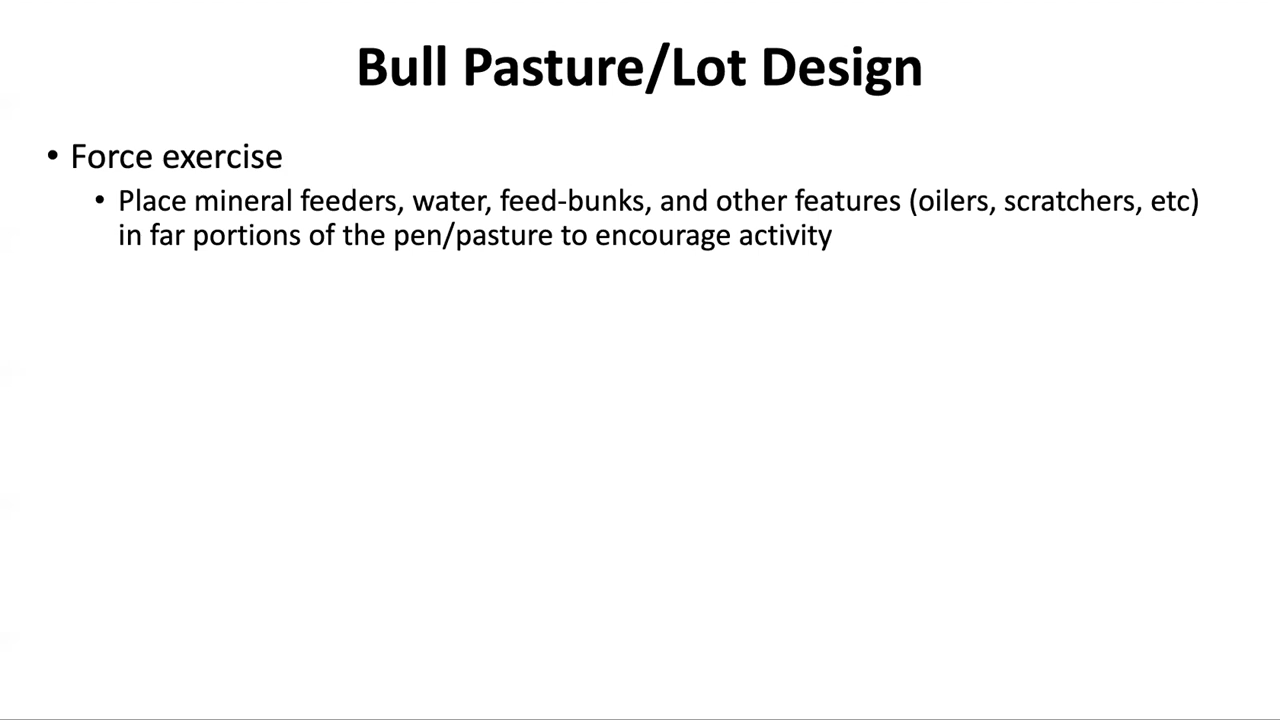 Bull Pasture/Lot Design
• Force exercise
• Place mineral feeders, water, feed-bunks, and other features (oilers, scratchers, etc)
in far portions of the pen/pasture to encourage activity